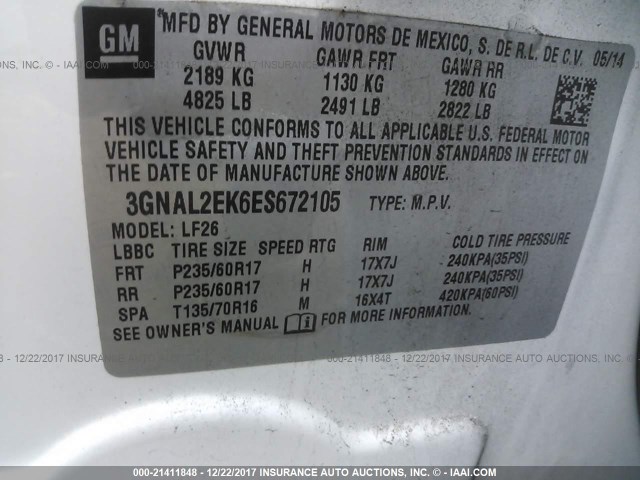 GM
MFD BY GENERAL MOTORS DE MEXICO, S. DE R.L. DE C.V. 05/14
GVWR GAWR FRT GAWR RR
2189 KG 1130 KG 1280 KG
4825 LB 2491 LB 2822 LB
THIS VEHICLE CONFORMS TO ALL APPLICABLE U.S. FEDERAL MOTOR
VEHICLE SAFETY AND THEFT PREVENTION STANDARDS IN EFFECT ON
THE DATE OF MANUFACTURE SHOWN ABOVE.
3GNAL2EK6ES672105 TYPE: M.P.V.
MODEL: LF26
LBBC TIRE SIZE SPEED RTG RIM COLD TIRE PRESSURE
FRT P235/60R17 H 17X7J 240KPA(35PSI)
RR P235/60R17 H 17X7J 240KPA(35PSI)
SPA T135/70R16 M 16X4T 420KPA(60PSI)
SEE OWNER'S MANUAL FOR MORE INFORMATION.
000-21411848 - 12/22/2017 INSURANCE AUTO AUCTIONS, INC. ©- IAAI.COM